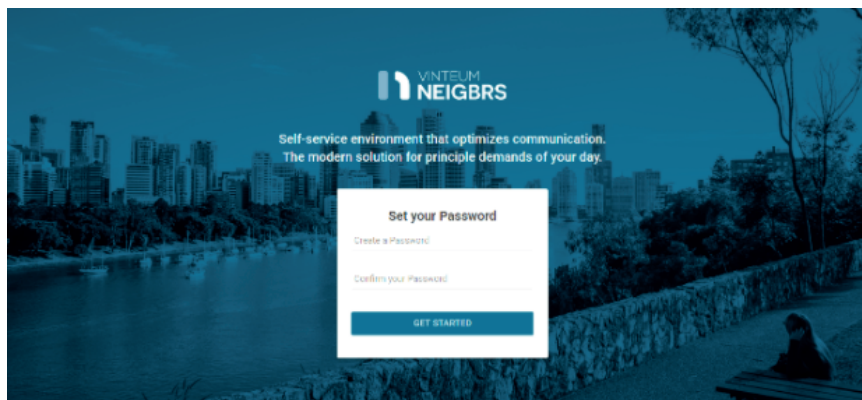 VINTEUM
NEIGBRS
Self-service environment that optimizes communication.
The modern solution for principle demands of your day.
Set your Password
Create a Password
Confirm your Password
GET STARTED